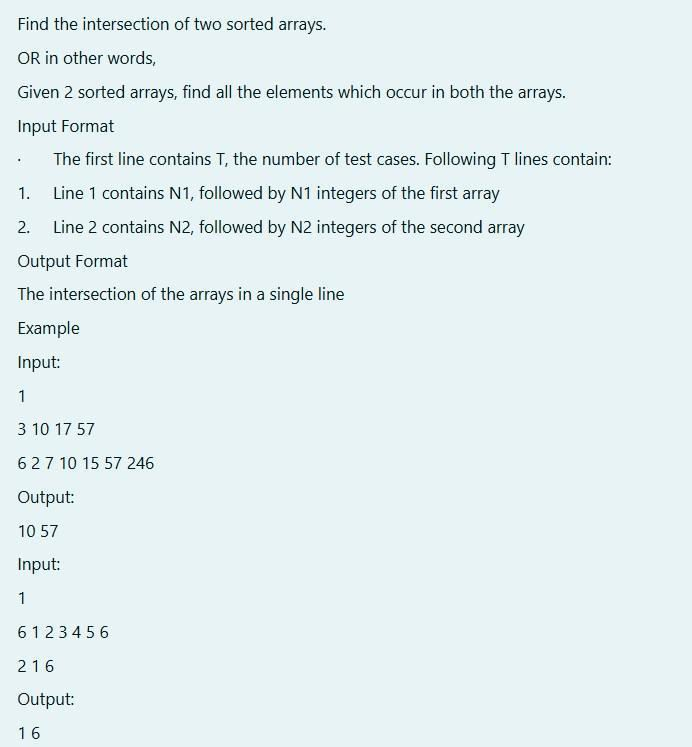 Find the intersection of two sorted arrays.
OR in other words,
Given 2 sorted arrays, find all the elements which occur in both the arrays.
Input Format
· The first line contains T, the number of test cases. Following T lines contain:
1. Line 1 contains N1, followed by N1 integers of the first array
2. Line 2 contains N2, followed by N2 integers of the second array
Output Format
The intersection of the arrays in a single line
Example
Input:
1
3 10 17 57
6 2 7 10 15 57 246
Output:
10 57
Input:
1
6 1 2 3 4 5 6
2 1 6
Output:
1 6